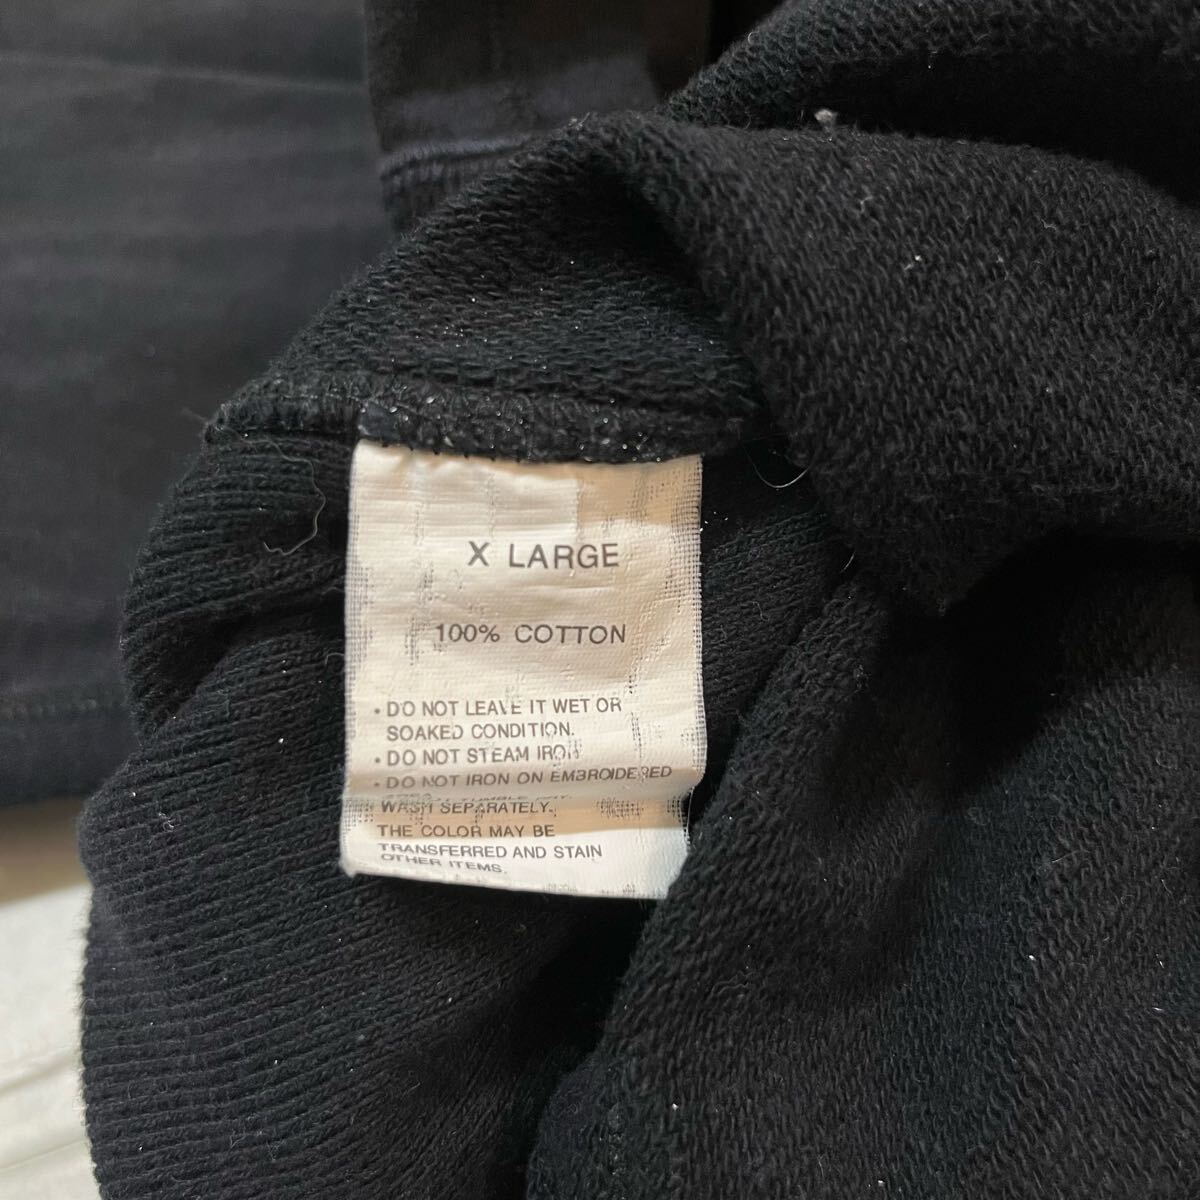 X LARGE
100% COTTON
• DO NOT LEAVE IT WET OR
SOAKED CONDITION.
• DO NOT STEAM IRON
• DO NOT IRON ON EMBROIDERED
WASH SEPARATELY.
THE COLOR MAY BE
TRANSFERRED AND STAIN
OTHER ITEMS.